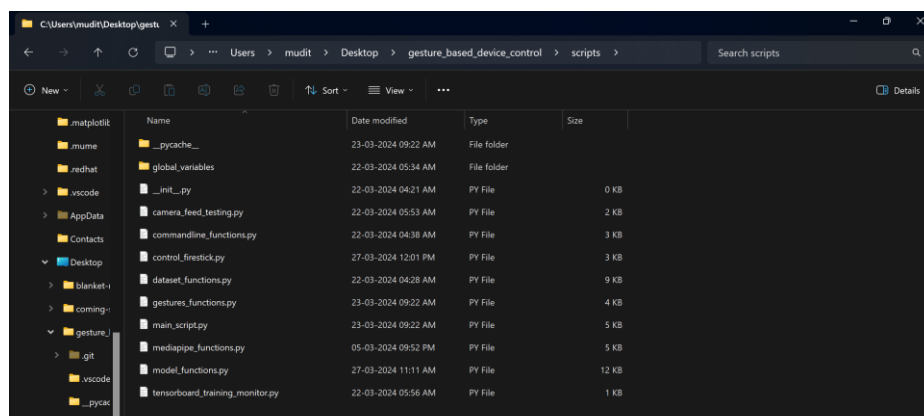 C:\Users\mudit\Desktop\gestu
··· Users > mudit > Desktop > gesture_based_device_control > scripts >
Search scripts
New
Sort
View
Details
.matplotlib
.mume
.redhat
.vscode
AppData
Contacts
Desktop
blanket-
coming-
gesture_
.git
.vscode
__pycac
Name Date modified Type Size
__pycache__ 23-03-2024 09:22 AM File folder
global_variables 22-03-2024 05:34 AM File folder
__init__.py 22-03-2024 04:21 AM PY File 0 KB
camera_feed_testing.py 22-03-2024 05:53 AM PY File 2 KB
commandline_functions.py 22-03-2024 04:38 AM PY File 3 KB
control_firestick.py 27-03-2024 12:01 PM PY File 3 KB
dataset_functions.py 22-03-2024 04:28 AM PY File 9 KB
gestures_functions.py 23-03-2024 09:22 AM PY File 4 KB
main_script.py 23-03-2024 09:22 AM PY File 5 KB
mediapipe_functions.py 05-03-2024 09:52 PM PY File 5 KB
model_functions.py 27-03-2024 11:11 AM PY File 12 KB
tensorboard_training_monitor.py 22-03-2024 05:56 AM PY File 1 KB